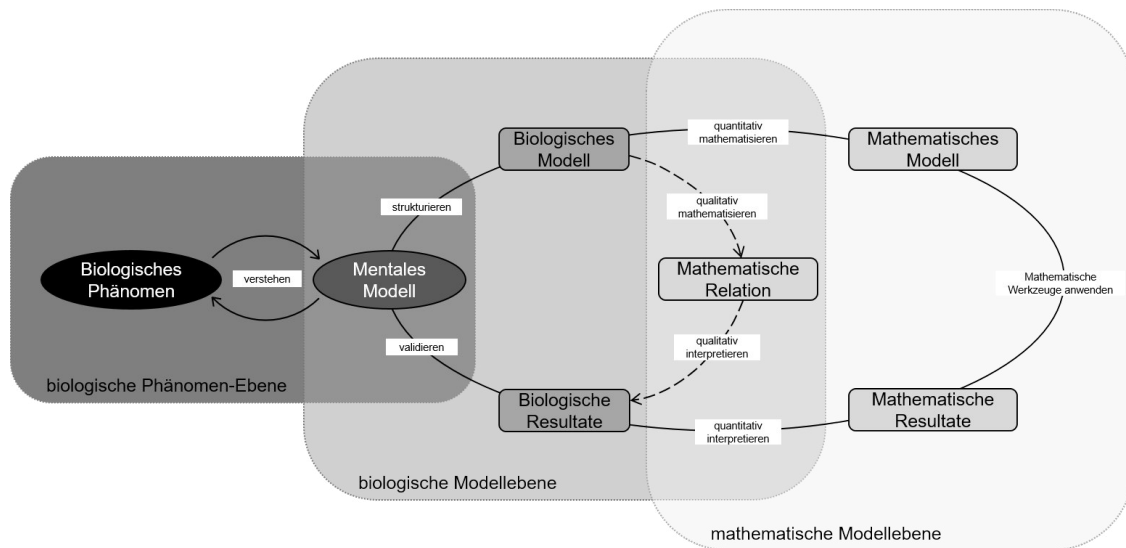 Biologisches
Modell
quantitativ
mathematisieren
Mathematisches
Modell
strukturieren
qualitativ
mathematisieren
Biologisches
Phänomen
verstehen
Mentales
Modell
Mathematische
Relation
Mathematische
Werkzeuge anwenden
validieren
qualitativ
interpretieren
biologische Phänomen-Ebene
Biologische
Resultate
quantitativ
interpretieren
Mathematische
Resultate
biologische Modellebene
mathematische Modellebene